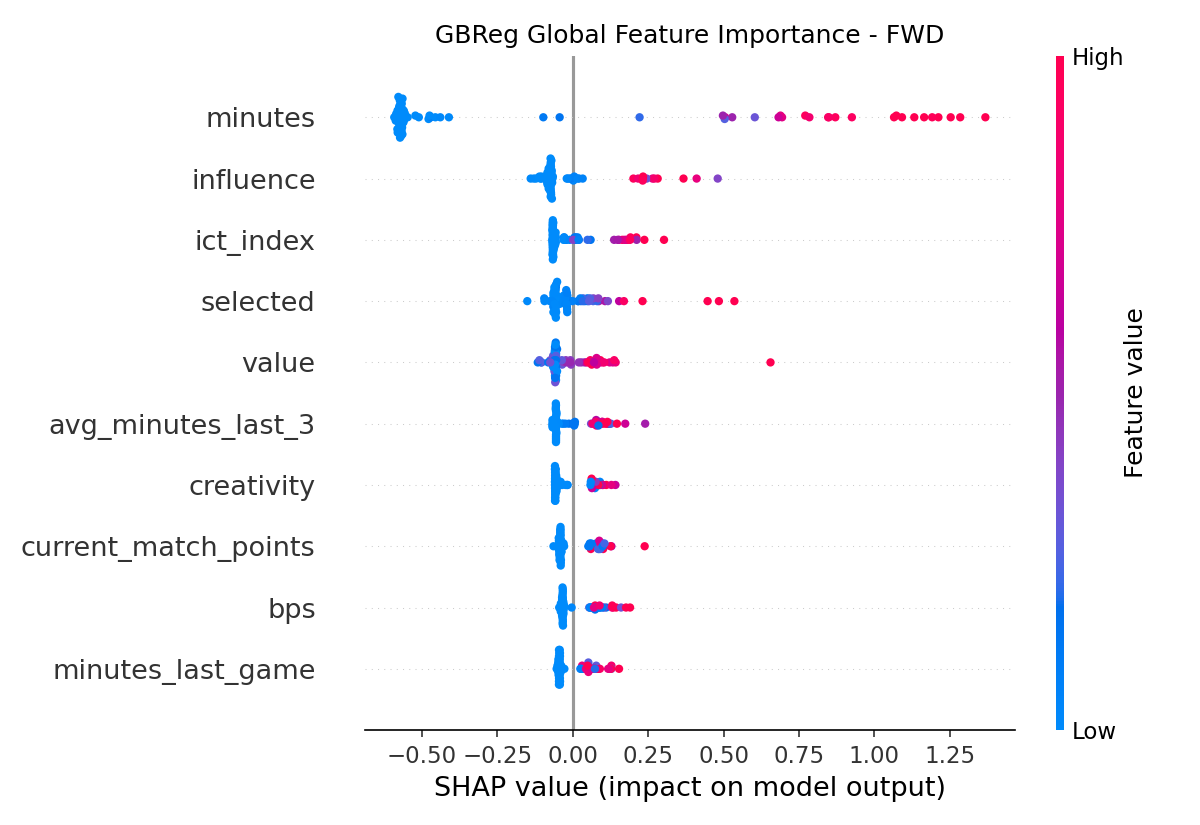 GBReg Global Feature Importance - FWD
High
minutes
influence
ict_index
selected
value
avg_minutes_last_3
creativity
current_match_points
bps
minutes_last_game
Feature value
Low
−0.50 −0.25 0.00 0.25 0.50 0.75 1.00 1.25
SHAP value (impact on model output)